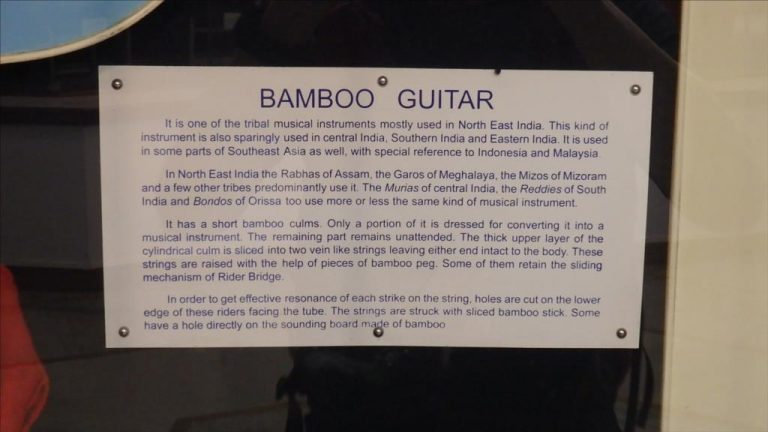 BAMBOO GUITAR
It is one of the tribal musical instruments mostly used in North East India. This kind of
instrument is also sparingly used in central India, Southern India and Eastern India. It is used
in some parts of Southeast Asia as well, with special reference to Indonesia and Malaysia.
In North East India the Rabhas of Assam, the Garos of Meghalaya, the Mizos of Mizoram
and a few other tribes predominantly use it. The Murias of central India, the Reddies of South
India and Bondos of Orissa too use more or less the same kind of musical instrument.
It has a short bamboo culms. Only a portion of it is dressed for converting it into a
musical instrument. The remaining part remains unattended. The thick upper layer of the
cylindrical culm is sliced into two vein like strings leaving either end intact to the body. These
strings are raised with the help of pieces of bamboo peg. Some of them retain the sliding
mechanism of Rider Bridge.
In order to get effective resonance of each strike on the string, holes are cut on the lower
edge of these riders facing the tube. The strings are struck with sliced bamboo stick. Some
have a hole directly on the sounding board made of bamboo